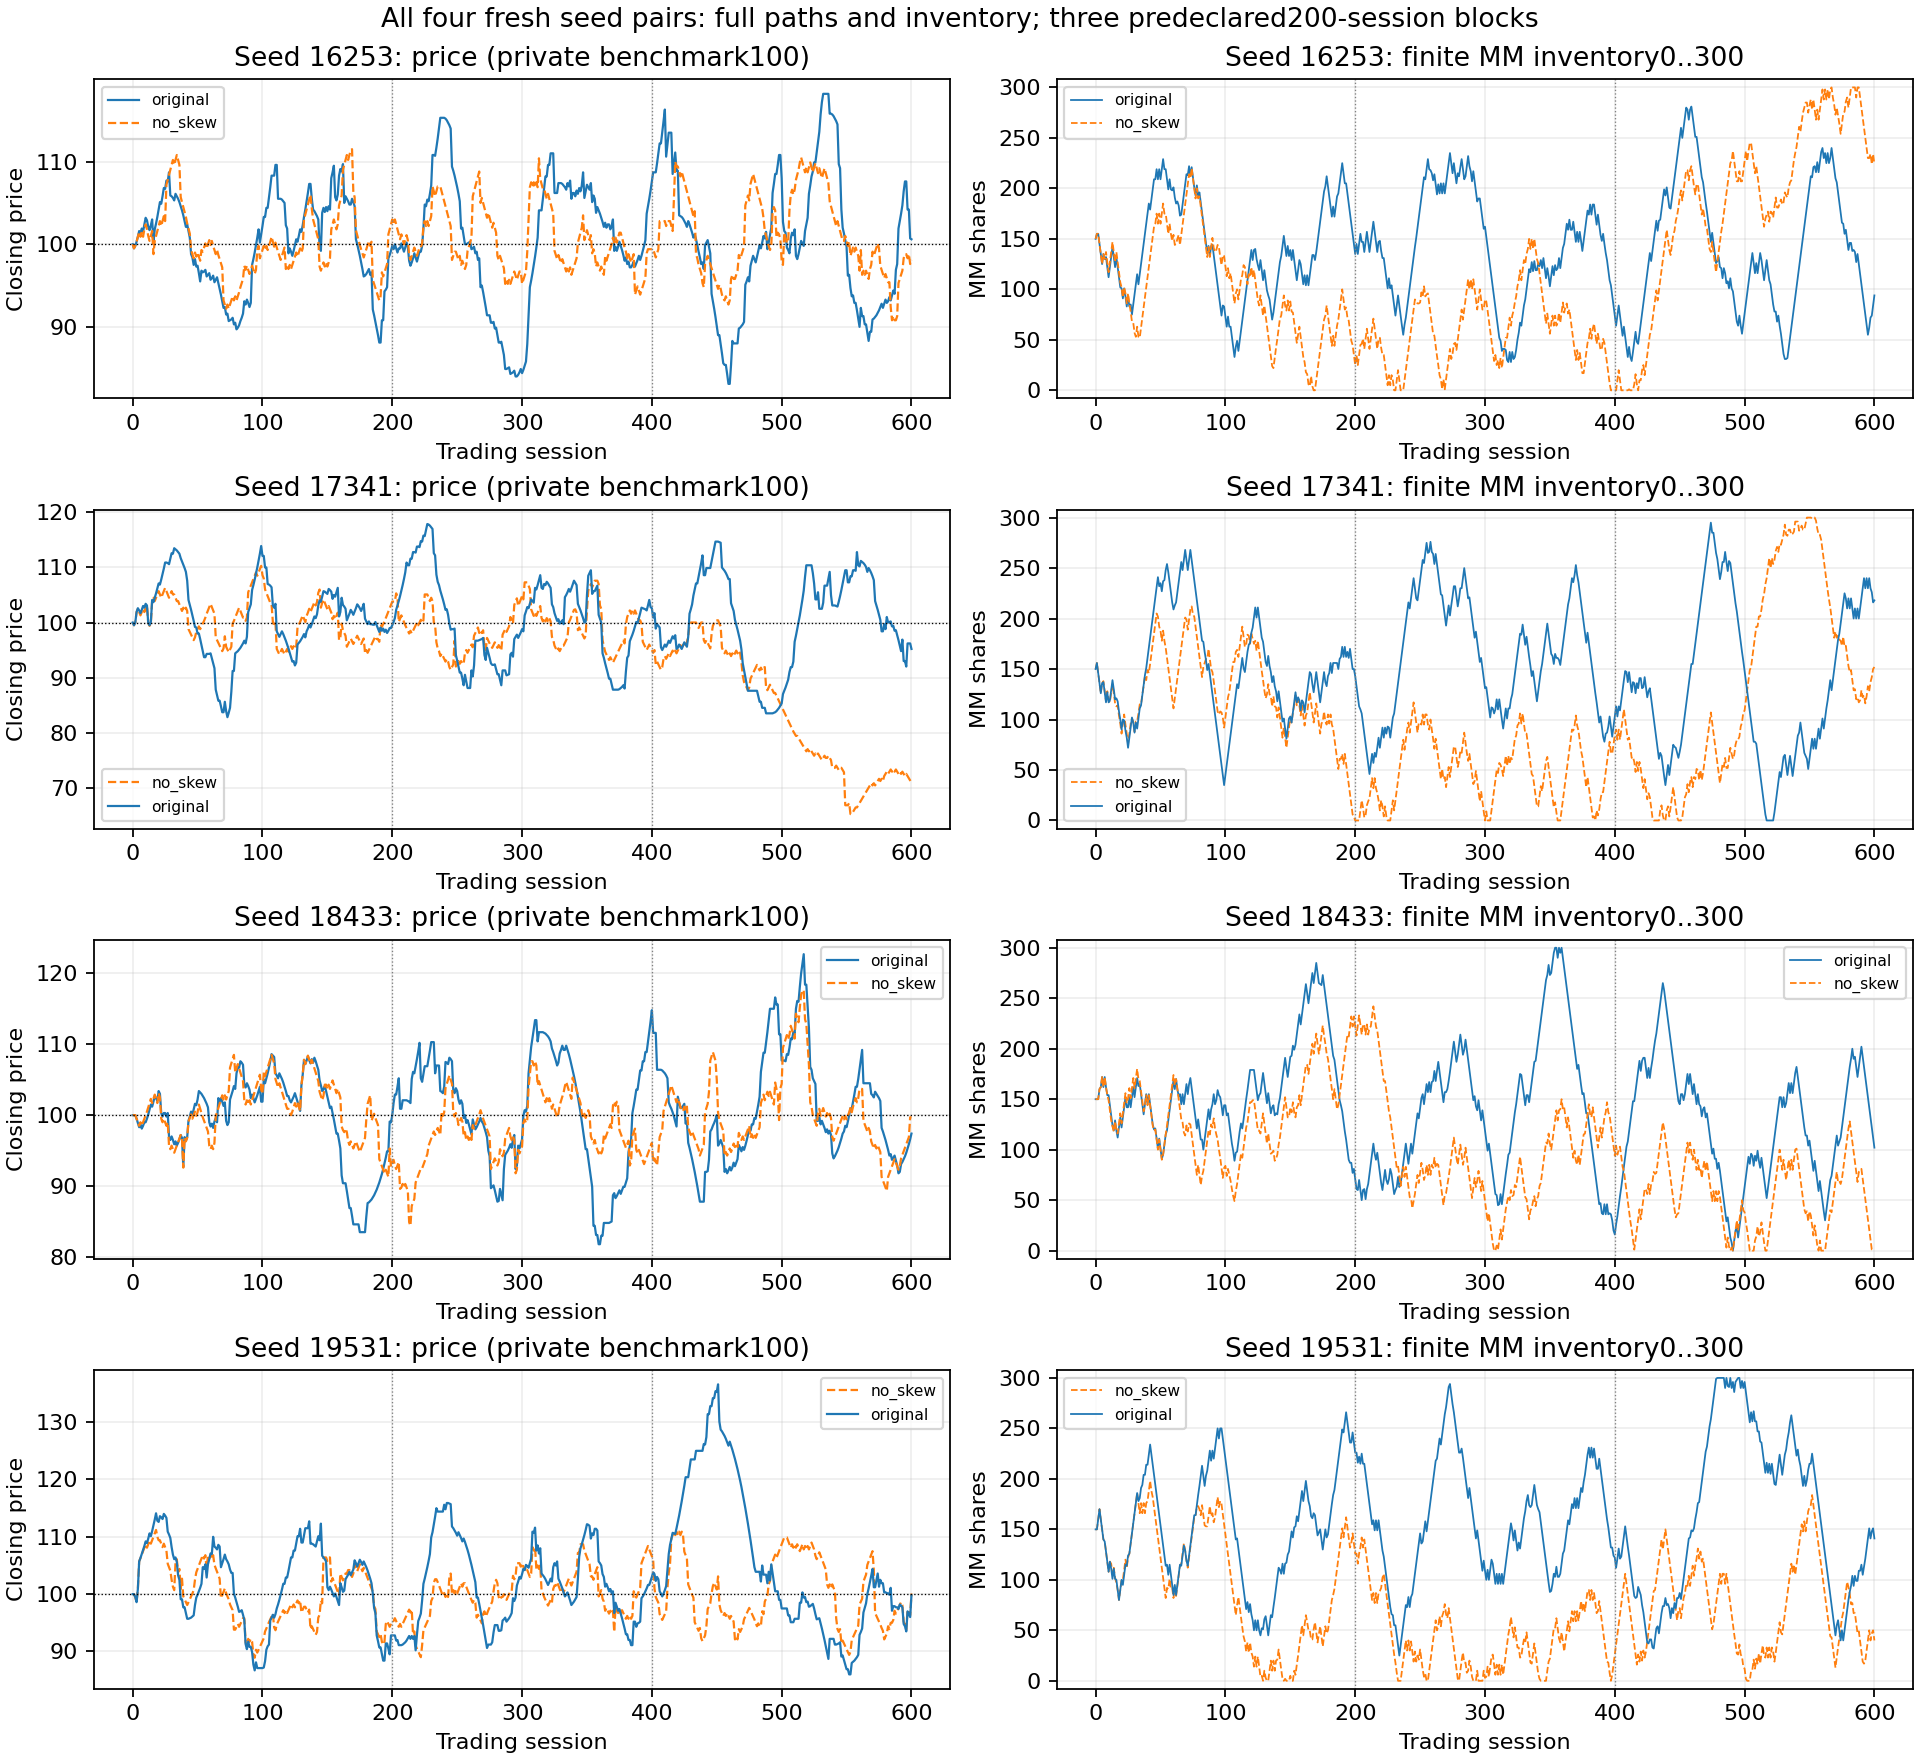 All four fresh seed pairs: full paths and inventory; three predeclared200-session blocks
Seed 16253: price (private benchmark100)
original
no_skew
110
100
90
Closing price
0 100 200 300 400 500 600
Trading session
Seed 16253: finite MM inventory0..300
original
no_skew
300
250
200
150
100
50
0
MM shares
0 100 200 300 400 500 600
Trading session
Seed 17341: price (private benchmark100)
120
110
100
90
80
70
Closing price
no_skew
original
0 100 200 300 400 500 600
Trading session
Seed 17341: finite MM inventory0..300
300
250
200
150
100
50
0
MM shares
no_skew
original
0 100 200 300 400 500 600
Trading session
Seed 18433: price (private benchmark100)
original
no_skew
120
110
100
90
80
Closing price
0 100 200 300 400 500 600
Trading session
Seed 18433: finite MM inventory0..300
original
no_skew
300
250
200
150
100
50
0
MM shares
0 100 200 300 400 500 600
Trading session
Seed 19531: price (private benchmark100)
no_skew
original
130
120
110
100
90
Closing price
0 100 200 300 400 500 600
Trading session
Seed 19531: finite MM inventory0..300
no_skew
original
300
250
200
150
100
50
0
MM shares
0 100 200 300 400 500 600
Trading session